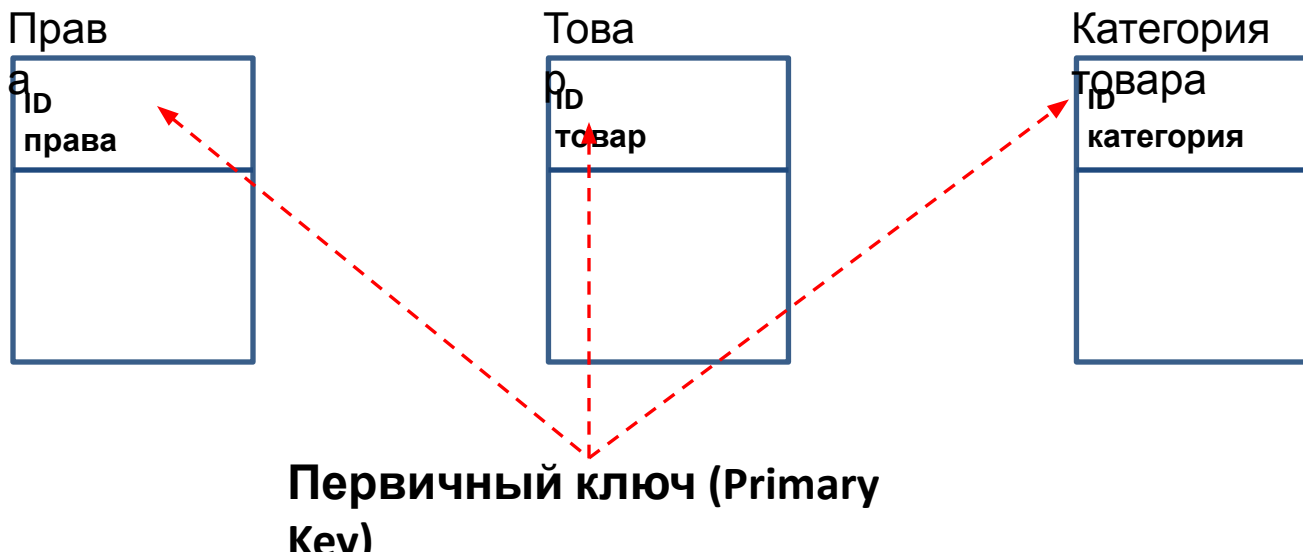 Прав
а
ID
права
Това
р
ID
товар
Категория
товара
ID
категория
Первичный ключ (Primary
Key)